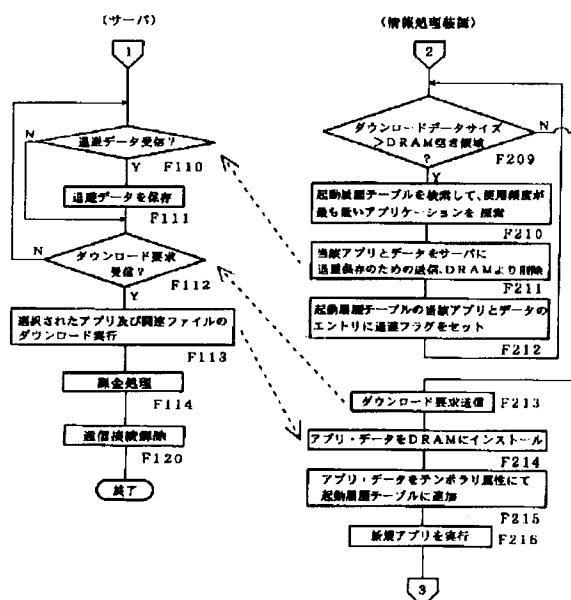 (サーバ)
1
退避データ受信?
N
Y
F110
退避データを保存
F111
ダウンロード要求
受信?
N
Y
F112
選択されたアプリ及び関連ファイルの
ダウンロード実行
F113
課金処理
F114
通信接続解除
F120
終了
(情報処理装置)
2
ダウンロードデータサイズ
>DRAM空き領域
?
N
Y
F209
起動履歴テーブルを検索して、使用頻度が
最も低いアプリケーションを 探索
F210
当該アプリとデータをサーバに
退避保存のための送信、DRAMより削除
F211
起動履歴テーブルの当該アプリとデータの
エントリに退避フラグをセット
F212
ダウンロード要求送信
F213
アプリ・データをDRAMにインストール
F214
アプリ・データをテンポラリ属性にて
起動履歴テーブルに追加
F215
新規アプリを実行
F216
3